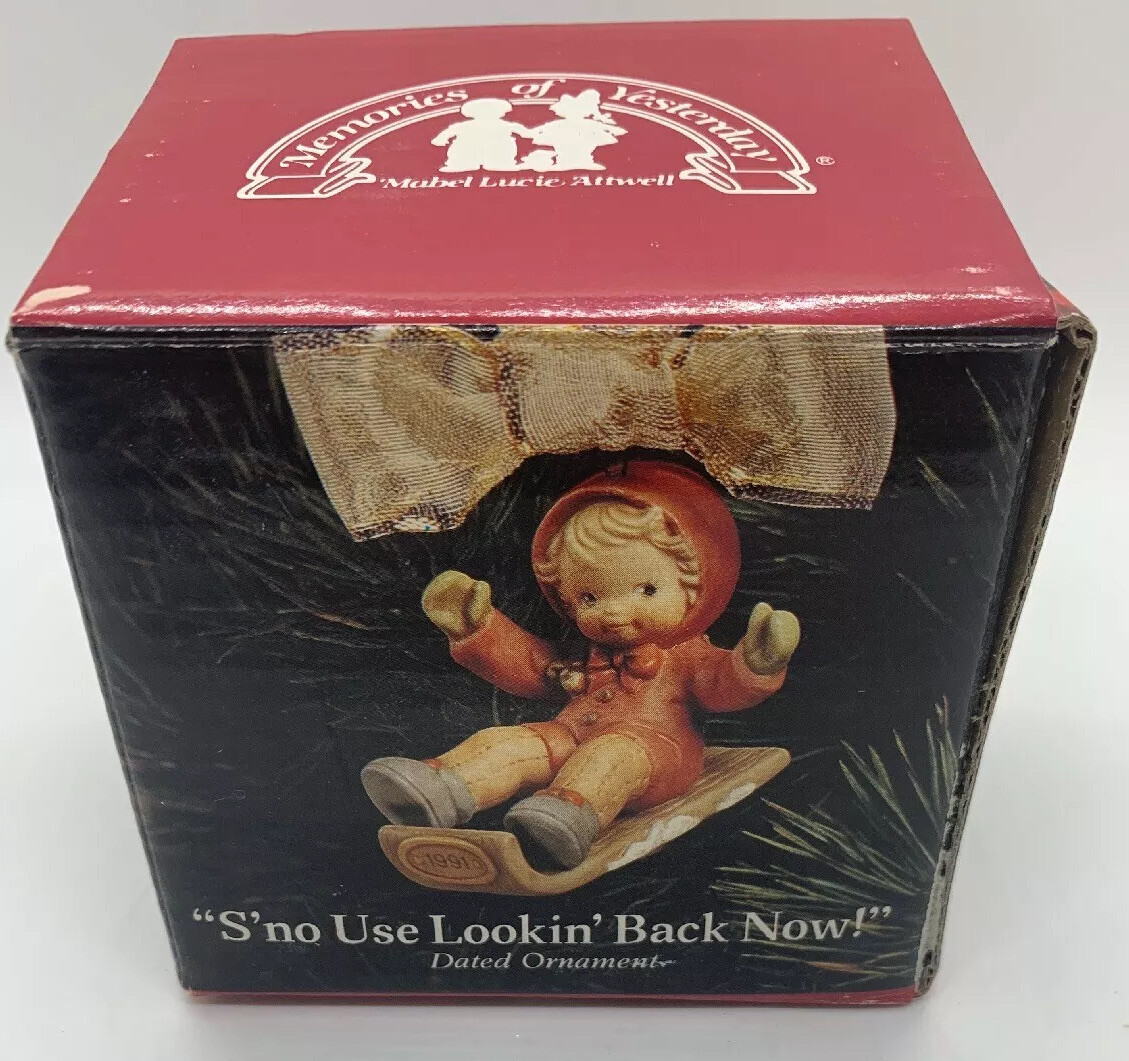 Memories of Yesterday ®
Mabel Lucie Attwell
1991
“S’no Use Lookin’ Back Now!”
Dated Ornament